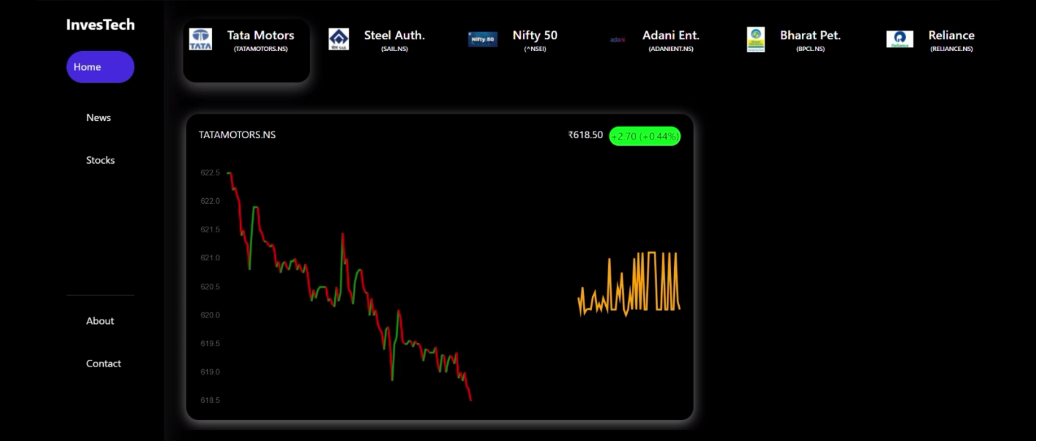 InvesTech
Home
News
Stocks
About
Contact
TATA
Tata Motors
(TATAMOTORS.NS)
Steel Auth.
(SAIL.NS)
Nifty 50
Nifty 50
(^NSEI)
adani
Adani Ent.
(ADANIENT.NS)
Bharat Pet.
(BPCL.NS)
Reliance
Reliance
(RELIANCE.NS)
TATAMOTORS.NS
₹618.50 +2.70 (+0.44%)
622.5
622.0
621.5
621.0
620.5
620.0
619.5
619.0
618.5